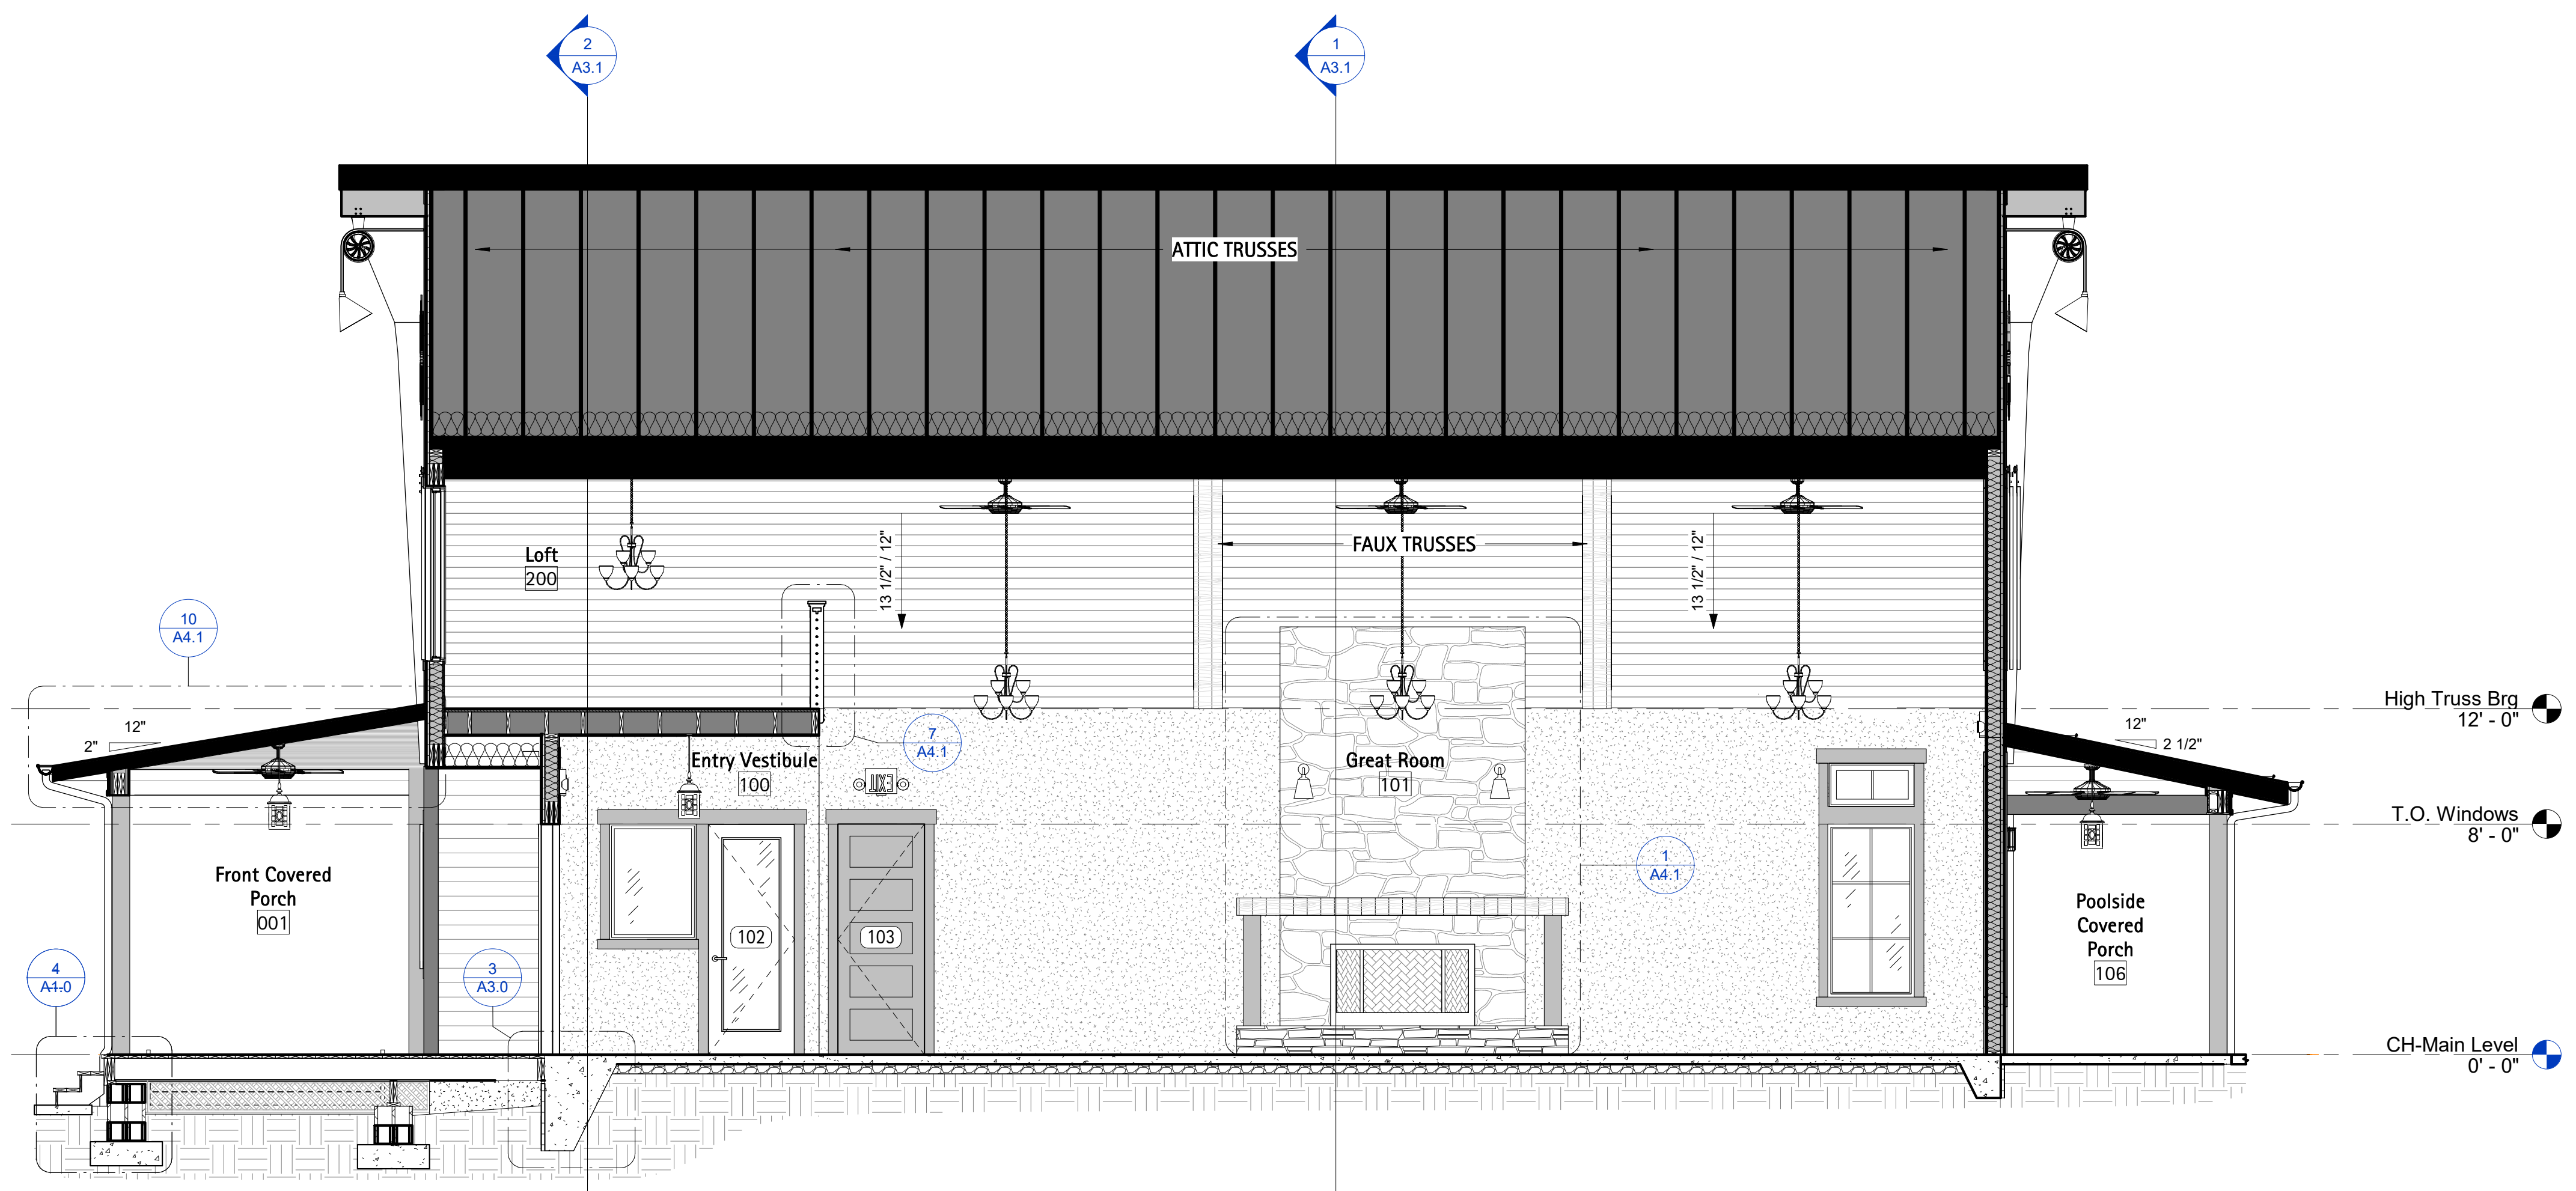 2
A3.1
1
A3.1
ATTIC TRUSSES
Loft
200
13 1/2" / 12"
FAUX TRUSSES
13 1/2" / 12"
10
A4.1
High Truss Brg
12' - 0"
12"
2"
7
A4.1
Entry Vestibule
100
EXIT
Great Room
101
12"
2 1/2"
T.O. Windows
8' - 0"
1
A4.1
Front Covered
Porch
001
Poolside
Covered
Porch
106
102
103
4
A1.0
3
A3.0
CH-Main Level
0' - 0"